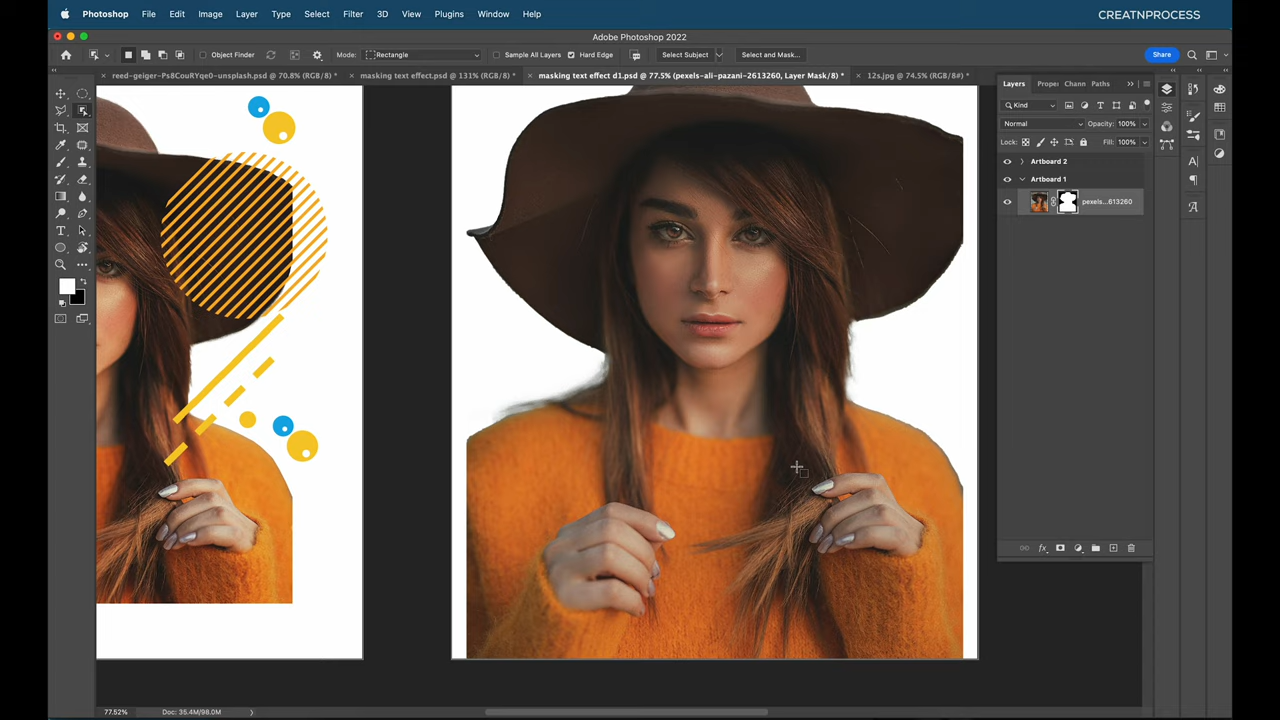 Photoshop File Edit Image Layer Type Select Filter 3D View Plugins Window Help
CREATNPROCESS
Adobe Photoshop 2022
Object Finder Mode: Rectangle Sample All Layers Hard Edge Select Subject Select and Mask... Share
reed-geiger-Ps8CouRYqe0-unsplash.psd @ 70.8% (RGB/8) * masking text effect.psd @ 131% (RGB/8) * masking text effect d1.psd @ 77.5% (pexels-ali-pazani-2613260, Layer Mask/8) * 12s.jpg @ 74.5% (RGB/8#) *
Layers Proper Chann Paths
Kind
Normal Opacity: 100%
Lock: Fill: 100%
Artboard 2
Artboard 1
pexels...613260
77.52% Doc: 35.4M/98.0M